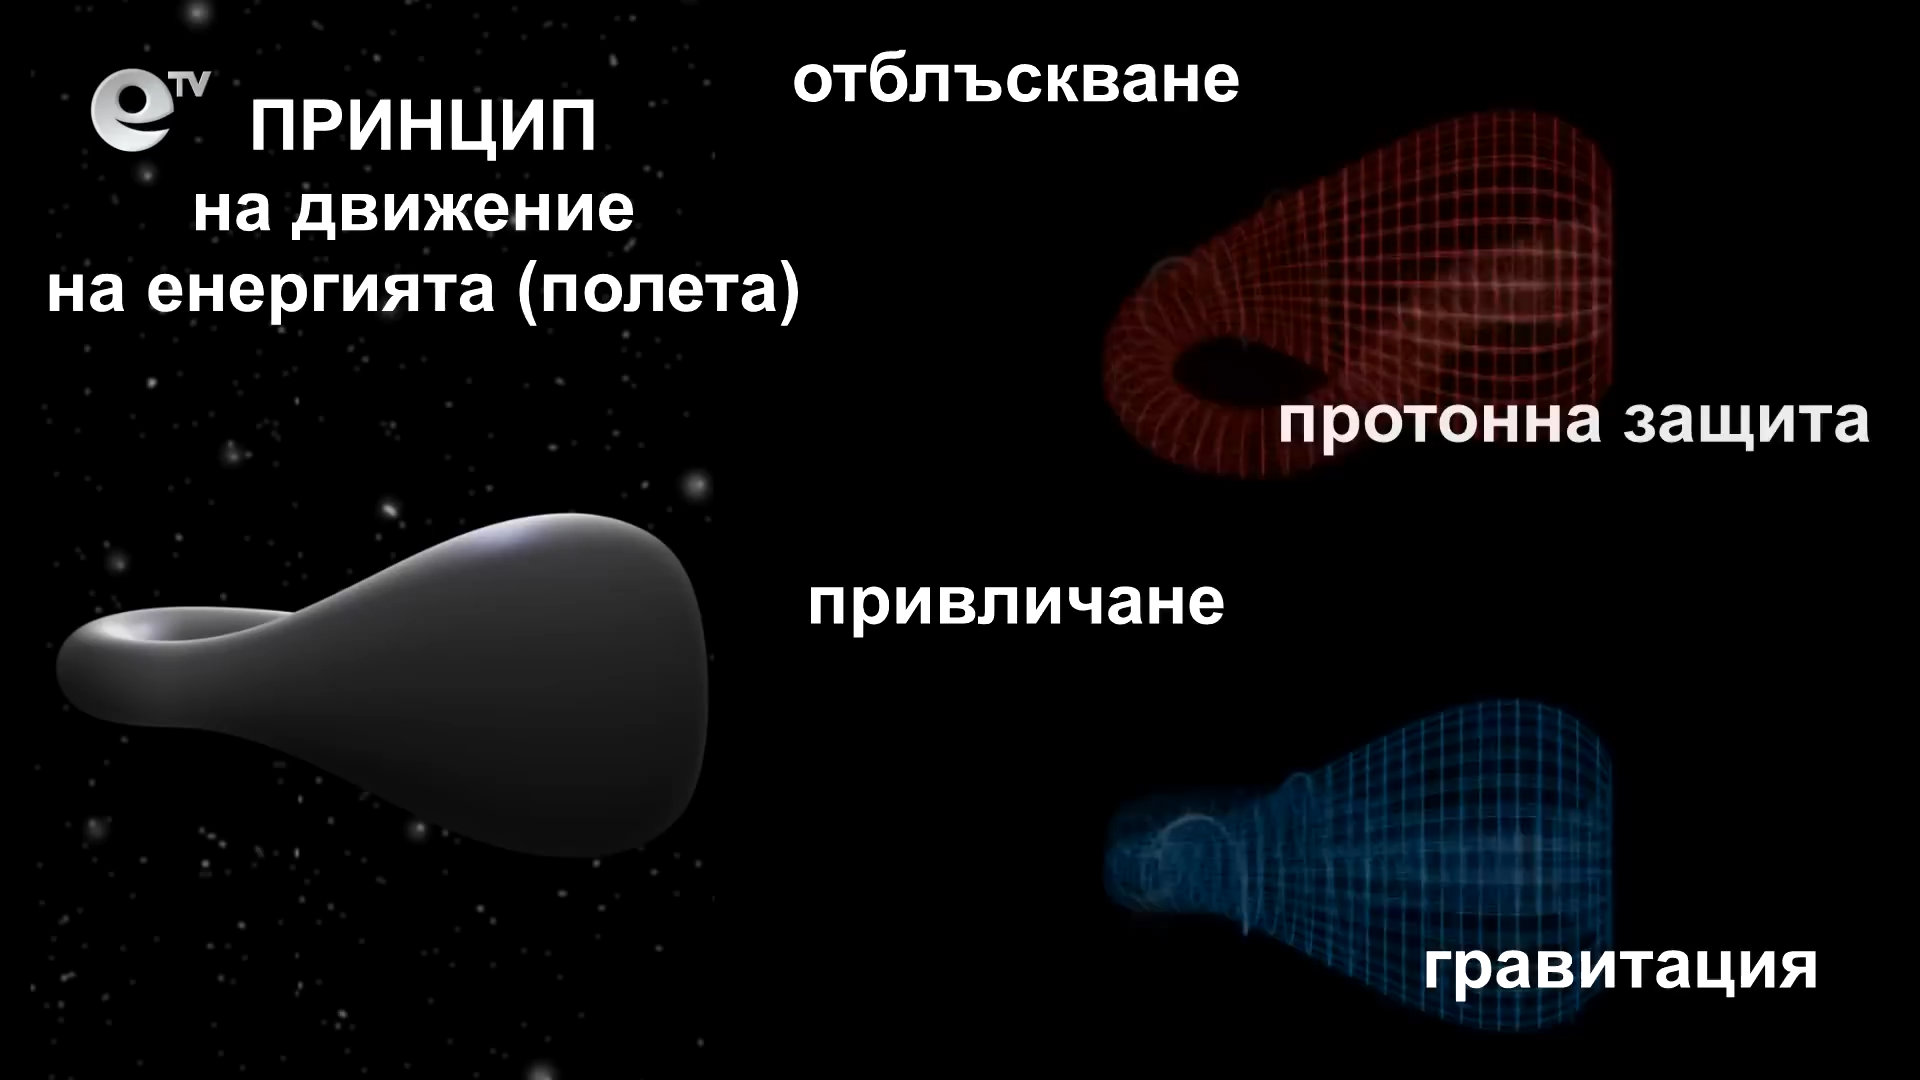 eTV
ПРИНЦИП
на движение
на енергията (полета)
отблъскване
протонна защита
привличане
гравитация